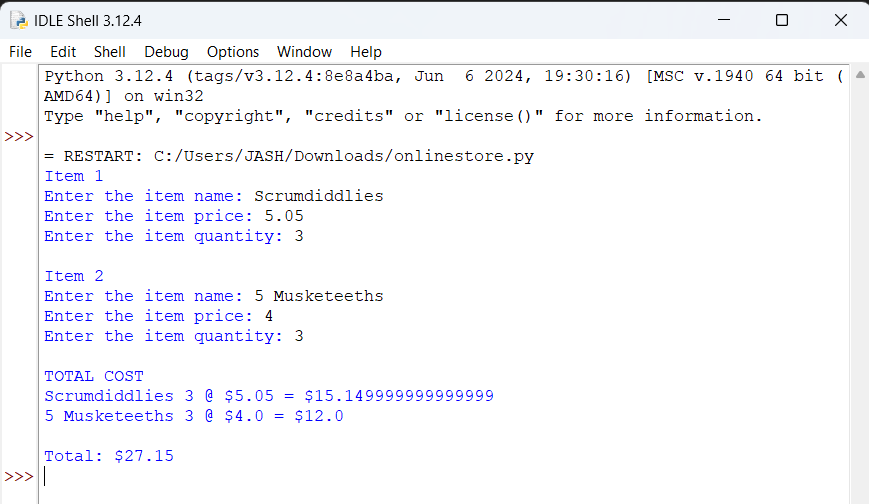 IDLE Shell 3.12.4
File Edit Shell Debug Options Window Help
Python 3.12.4 (tags/v3.12.4:8e8a4ba, Jun  6 2024, 19:30:16) [MSC v.1940 64 bit (
AMD64)] on win32
Type "help", "copyright", "credits" or "license()" for more information.
>>>
= RESTART: C:/Users/JASH/Downloads/onlinestore.py
Item 1
Enter the item name: Scrumdiddlies
Enter the item price: 5.05
Enter the item quantity: 3
Item 2
Enter the item name: 5 Musketeeths
Enter the item price: 4
Enter the item quantity: 3
TOTAL COST
Scrumdiddlies 3 @ $5.05 = $15.149999999999999
5 Musketeeths 3 @ $4.0 = $12.0
Total: $27.15
>>>